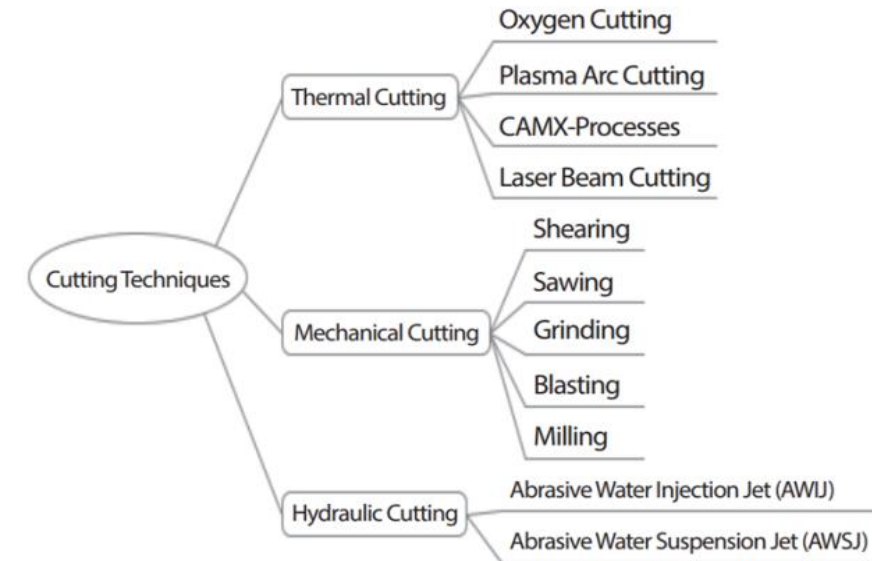 Cutting Techniques
Thermal Cutting
Oxygen Cutting
Plasma Arc Cutting
CAMX-Processes
Laser Beam Cutting
Mechanical Cutting
Shearing
Sawing
Grinding
Blasting
Milling
Hydraulic Cutting
Abrasive Water Injection Jet (AWIJ)
Abrasive Water Suspension Jet (AWSJ)